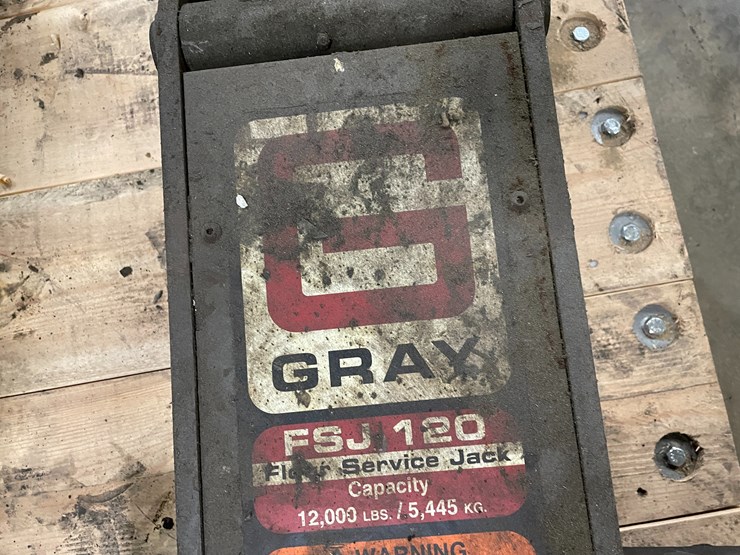 G
GRAY
FSJ 120
Floor Service Jack
Capacity
12,000 LBS. / 5,445 KG.
WARNING